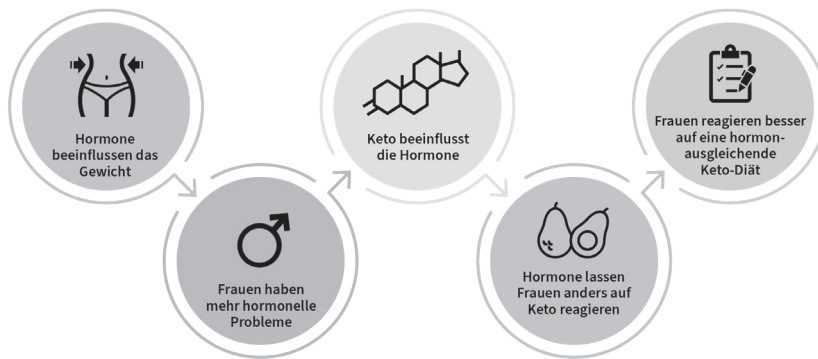 Hormone
beeinflussen das
Gewicht
Frauen haben
mehr hormonelle
Probleme
Keto beeinflusst
die Hormone
Hormone lassen
Frauen anders auf
Keto reagieren
Frauen reagieren besser
auf eine hormon-
ausgleichende
Keto-Diät